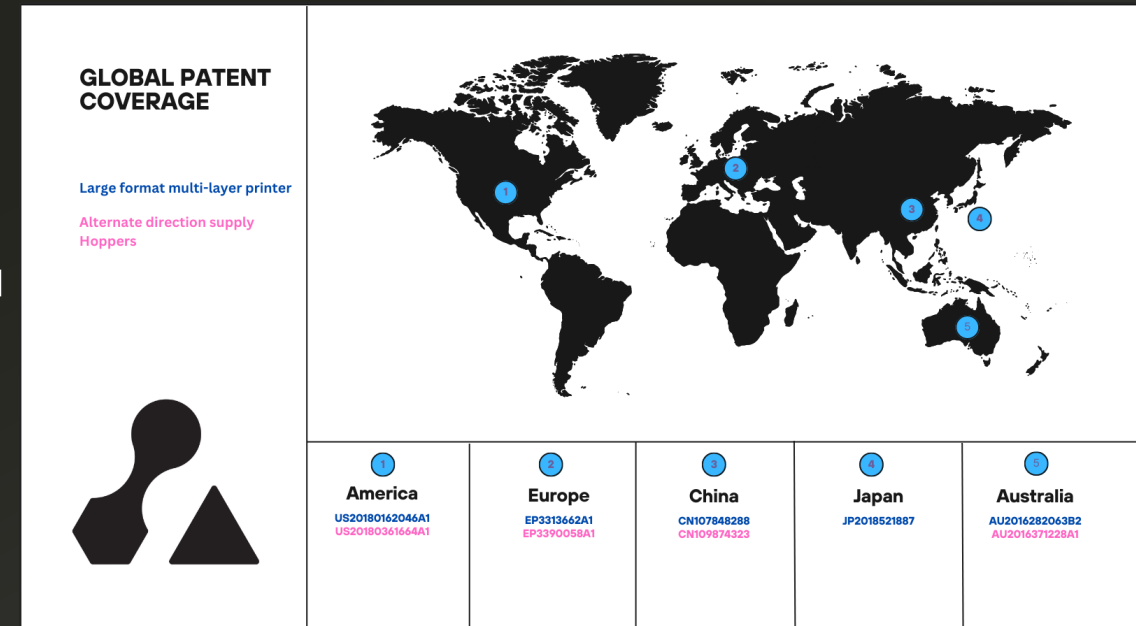 GLOBAL PATENT
COVERAGE
Large format multi-layer printer
Alternate direction supply
Hoppers
1
2
3
4
5
1
America
US20180162046A1
US20180361664A1
2
Europe
EP3313662A1
EP3390058A1
3
China
CN107848288
CN109874323
4
Japan
JP2018521887
5
Australia
AU2016282063B2
AU2016371228A1